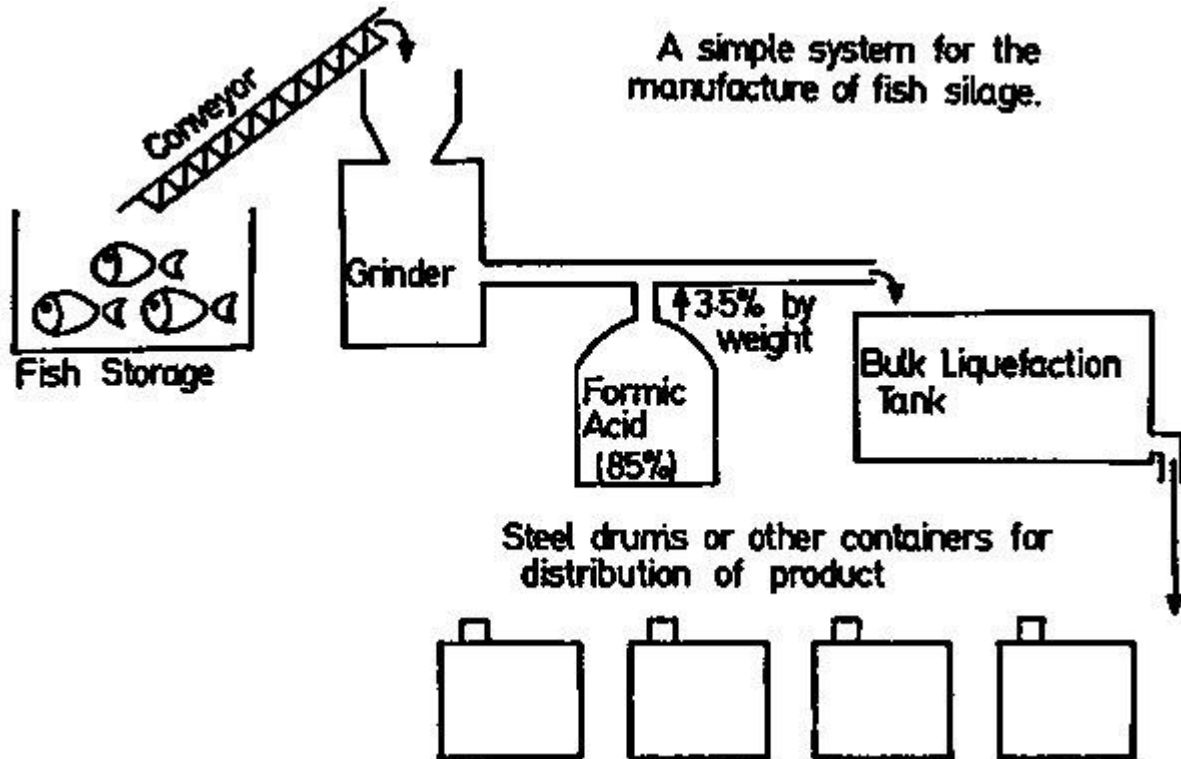 A simple system for the
manufacture of fish silage.
Conveyor
Grinder
Fish Storage
3.5% by
weight
Formic
Acid
(85%)
Bulk Liquefaction
Tank
Steel drums or other containers for
distribution of product